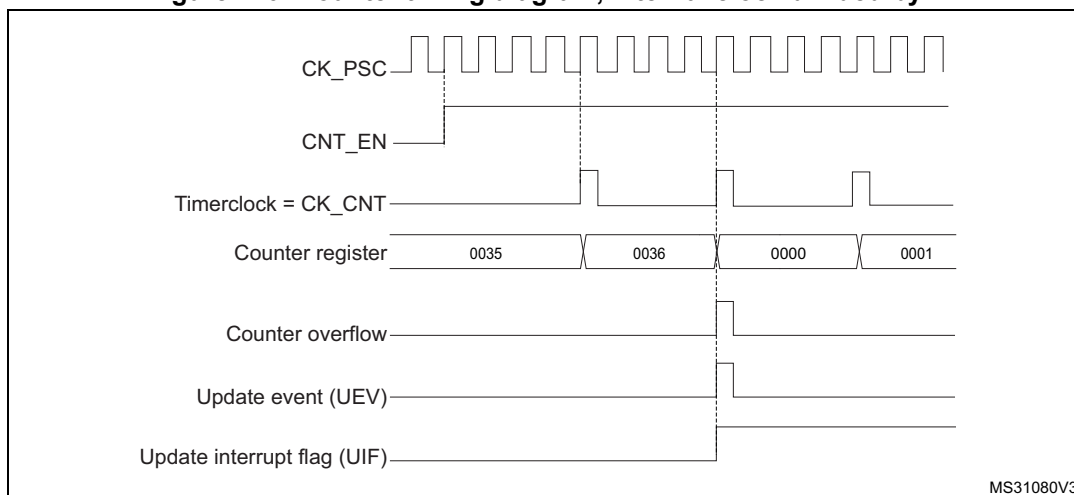 CK_PSC
CNT_EN
Timerclock = CK_CNT
Counter register
0035
0036
0000
0001
Counter overflow
Update event (UEV)
Update interrupt flag (UIF)
MS31080V3